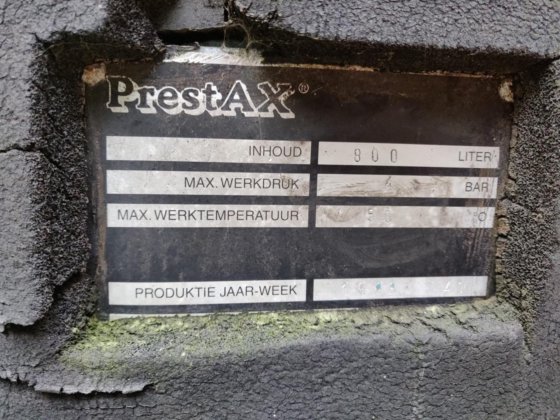 PrestAX®
INHOUD 800 LITER
MAX. WERKDRUK BAR
MAX. WERKTEMPERATUUR
PRODUKTIE JAAR-WEEK